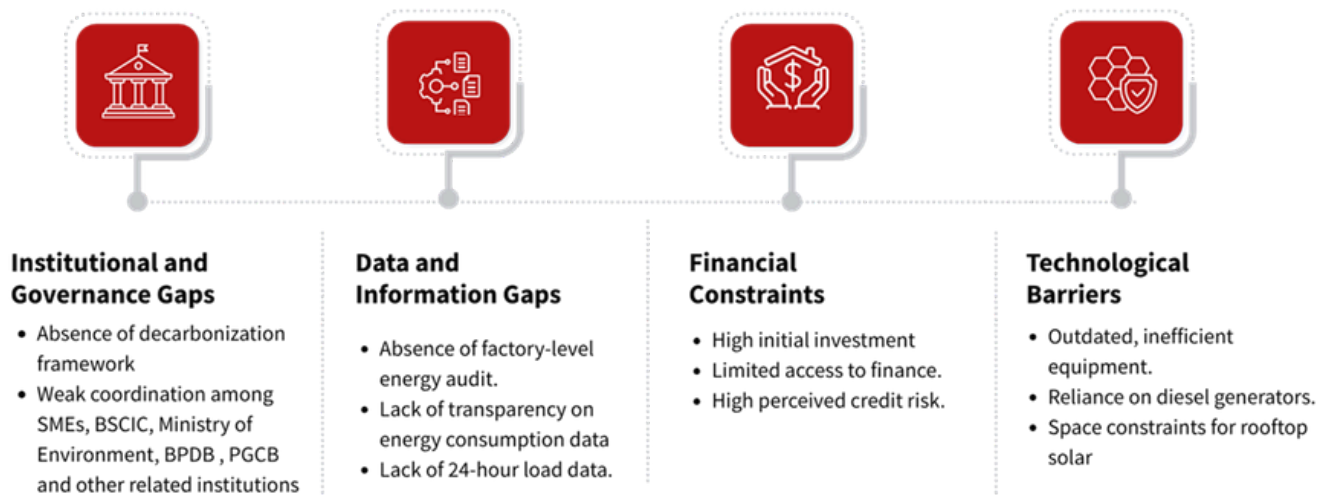 Institutional and
Governance Gaps
• Absence of decarbonization
framework
• Weak coordination among
SMEs, BSCIC, Ministry of
Environment, BPDB , PGCB
and other related institutions
Data and
Information Gaps
• Absence of factory-level
energy audit.
• Lack of transparency on
energy consumption data
• Lack of 24-hour load data.
Financial
Constraints
• High initial investment
• Limited access to finance.
• High perceived credit risk.
Technological
Barriers
• Outdated, inefficient
equipment.
• Reliance on diesel generators.
• Space constraints for rooftop
solar